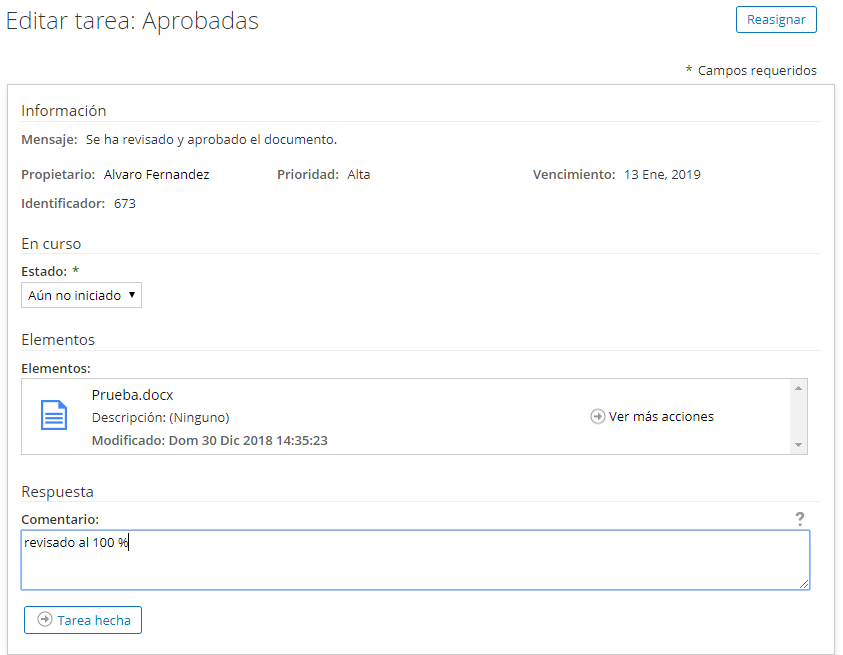 Editar tarea: Aprobadas
Reasignar
* Campos requeridos
Información
Mensaje: Se ha revisado y aprobado el documento.
Propietario: Alvaro Fernandez Prioridad: Alta Vencimiento: 13 Ene, 2019
Identificador: 673
En curso
Estado: *
Aún no iniciado
Elementos
Elementos:
Prueba.docx
Descripción: (Ninguno)
Ver más acciones
Modificado: Dom 30 Dic 2018 14:35:23
Respuesta
Comentario: ?
revisado al 100 %
Tarea hecha